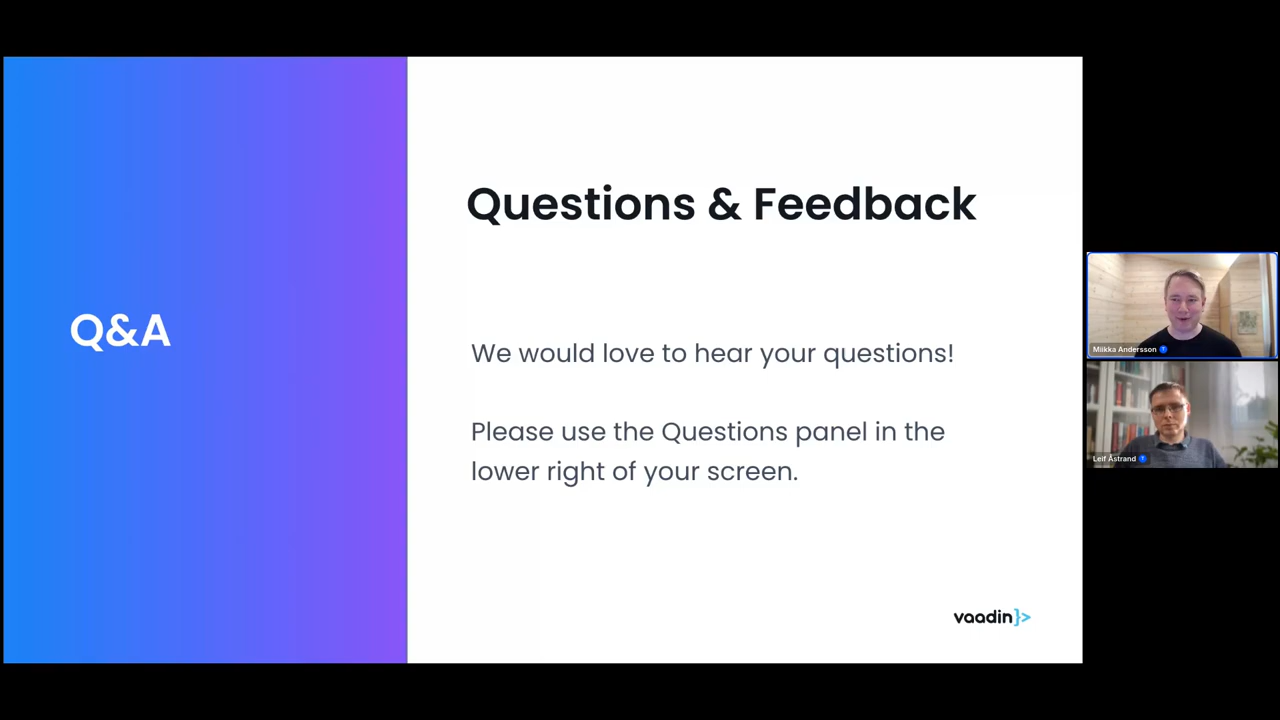 Q&A
Questions & Feedback
We would love to hear your questions!
Please use the Questions panel in the
lower right of your screen.
vaadin}>
Miikka Andersson
Leif Åstrand